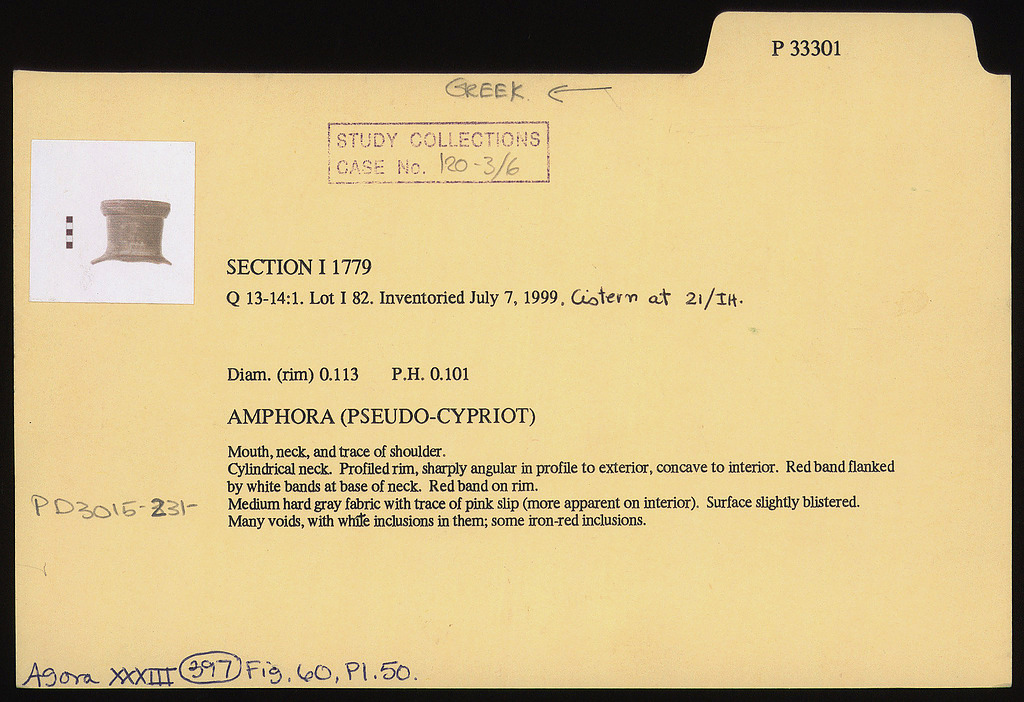 P 33301
GREEK
STUDY COLLECTIONS
CASE No. 120-3/6
SECTION I 1779
Q 13-14:1. Lot I 82. Inventoried July 7, 1999. Cistern at 21/IH.
Diam. (rim) 0.113 P.H. 0.101
AMPHORA (PSEUDO-CYPRIOT)
Mouth, neck, and trace of shoulder.
Cylindrical neck. Profiled rim, sharply angular in profile to exterior, concave to interior. Red band flanked
by white bands at base of neck. Red band on rim.
Medium hard gray fabric with trace of pink slip (more apparent on interior). Surface slightly blistered.
Many voids, with white inclusions in them; some iron-red inclusions.
PD3015-231-
Agora XXXIII 397 Fig. 60, Pl. 50.